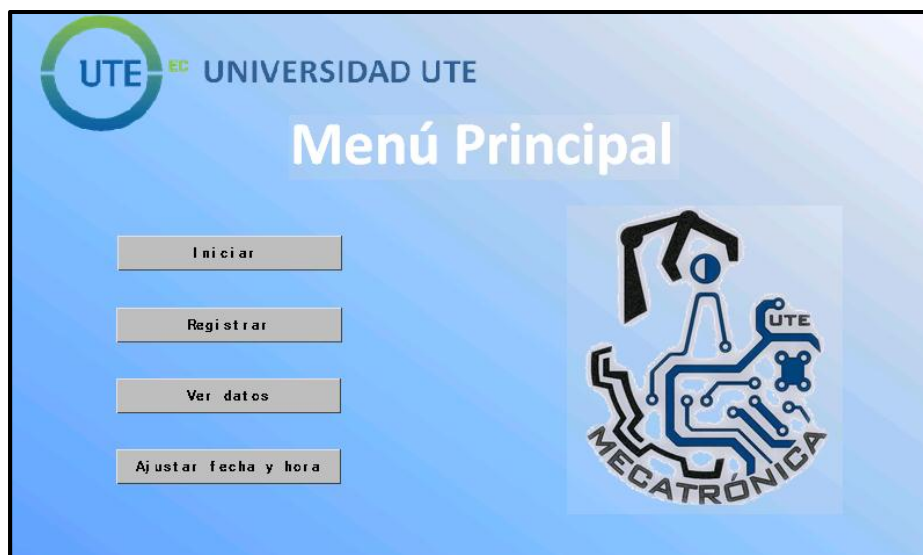 UTE EC UNIVERSIDAD UTE
Menú Principal
Iniciar
Registrar
Ver datos
Ajustar fecha y hora
UTE
MECATRÓNICA